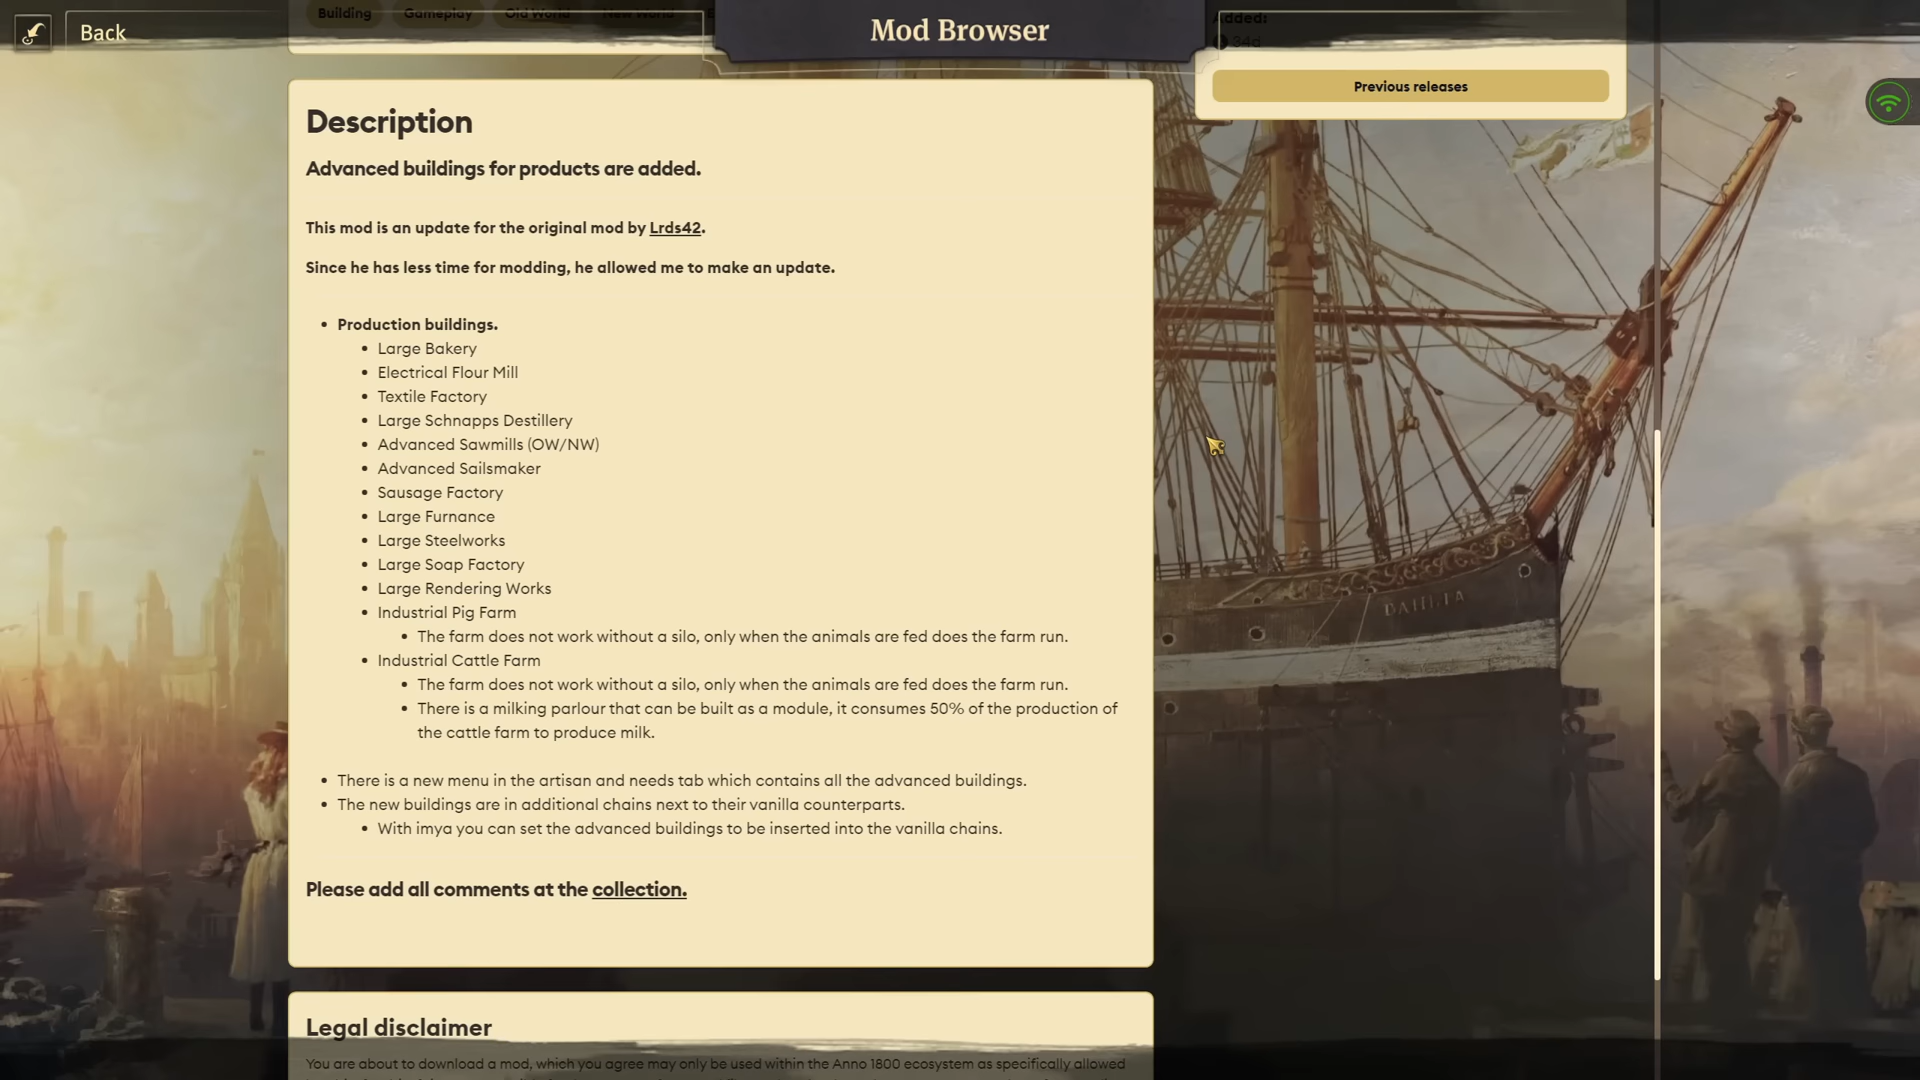 Back
Building Gameplay Old World New World
Mod Browser
Added:
34d
Previous releases
Description
Advanced buildings for products are added.
This mod is an update for the original mod by Lrds42.
Since he has less time for modding, he allowed me to make an update.
• Production buildings.
• Large Bakery
• Electrical Flour Mill
• Textile Factory
• Large Schnapps Destillery
• Advanced Sawmills (OW/NW)
• Advanced Sailsmaker
• Sausage Factory
• Large Furnance
• Large Steelworks
• Large Soap Factory
• Large Rendering Works
• Industrial Pig Farm
• The farm does not work without a silo, only when the animals are fed does the farm run.
• Industrial Cattle Farm
• The farm does not work without a silo, only when the animals are fed does the farm run.
• There is a milking parlour that can be built as a module, it consumes 50% of the production of
the cattle farm to produce milk.
• There is a new menu in the artisan and needs tab which contains all the advanced buildings.
• The new buildings are in additional chains next to their vanilla counterparts.
• With imya you can set the advanced buildings to be inserted into the vanilla chains.
Please add all comments at the collection.
BAHLIA
Legal disclaimer
You are about to download a mod, which you agree may only be used within the Anno 1800 ecosystem as specifically allowed